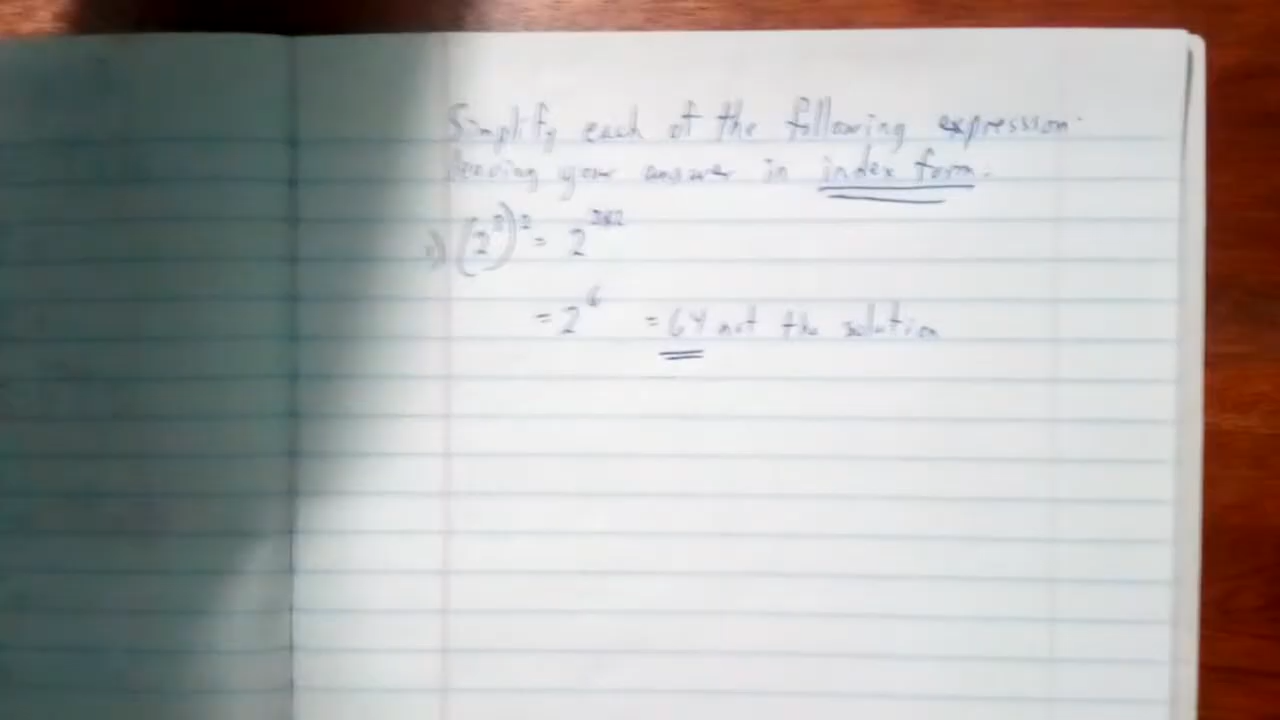 Simplify each of the following expression.
leaving your answer in index form.
i) (2³)² = 2³ˣ²
= 2⁶ = 64 not the solution